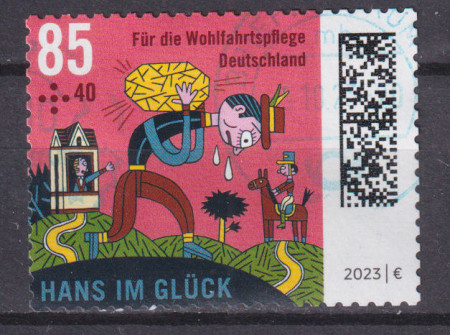 85
+ 40
Für die Wohlfahrtspflege
Deutschland
HANS IM GLÜCK
2023 | €